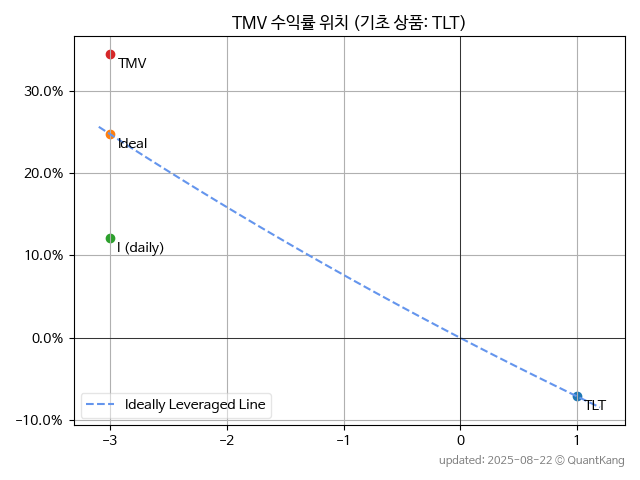 TMV 수익률 위치 (기초 상품: TLT)
TMV
30.0%
Ideal
20.0%
I (daily)
10.0%
0.0%
TLT
Ideally Leveraged Line
−10.0%
−3
−2
−1
0
1
updated: 2025-08-22 © QuantKang